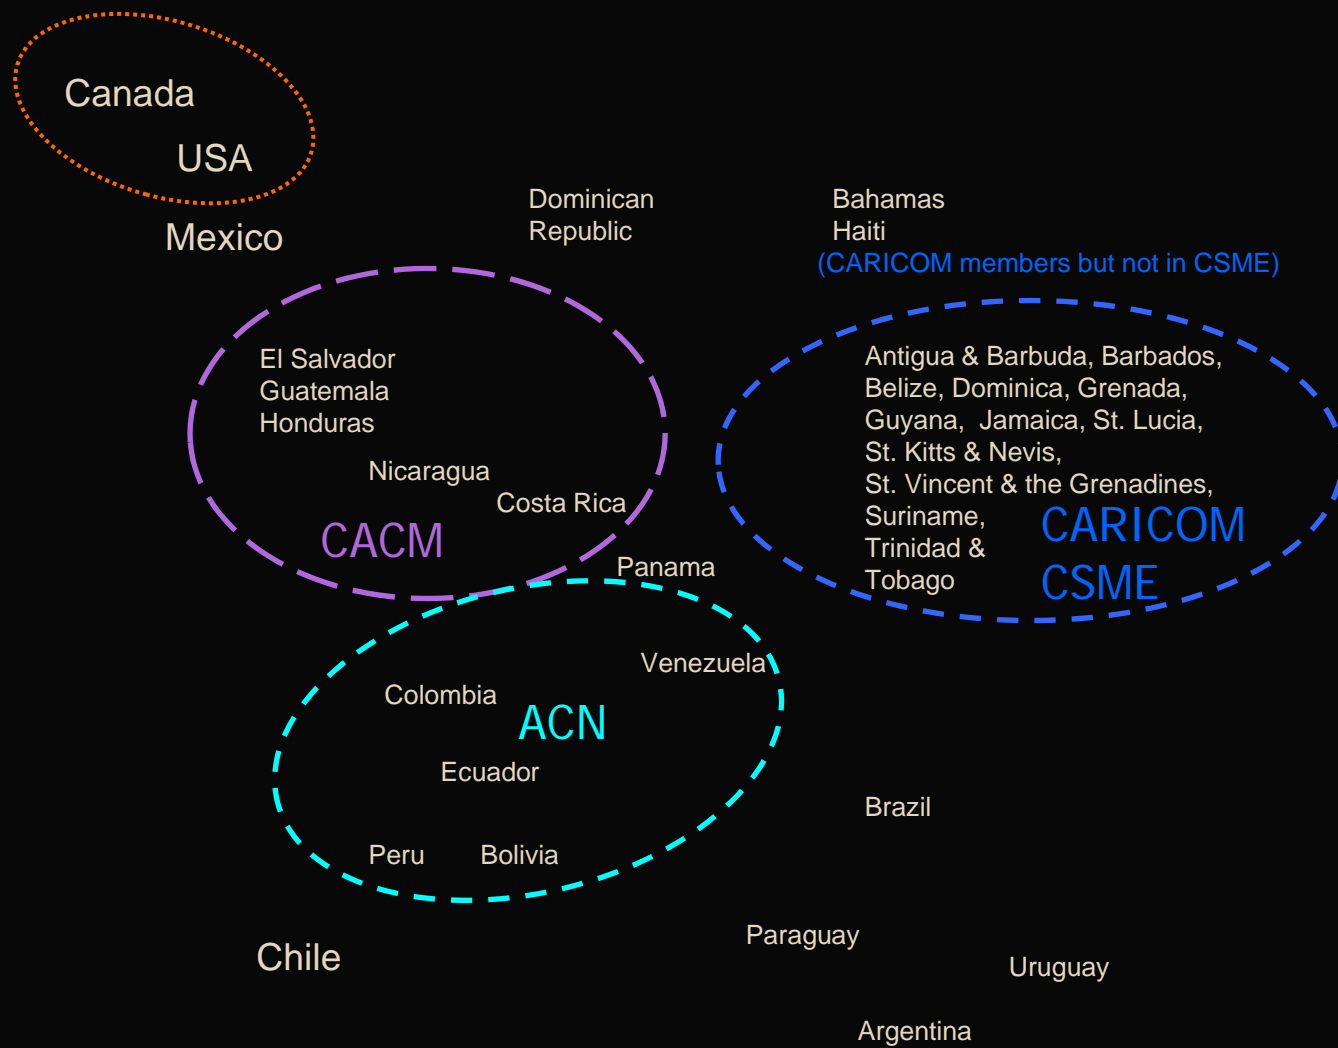 Canada
USA
Mexico
Dominican
Republic
Bahamas
Haiti
(CARICOM members but not in CSME)
El Salvador
Guatemala
Honduras
Nicaragua
Costa Rica
CACM
Antigua & Barbuda, Barbados,
Belize, Dominica, Grenada,
Guyana,  Jamaica, St. Lucia,
St. Kitts & Nevis,
St. Vincent & the Grenadines,
Suriname,
Trinidad &
Tobago
CARICOM
CSME
Panama
Venezuela
Colombia
ACN
Ecuador
Peru
Bolivia
Brazil
Chile
Paraguay
Uruguay
Argentina